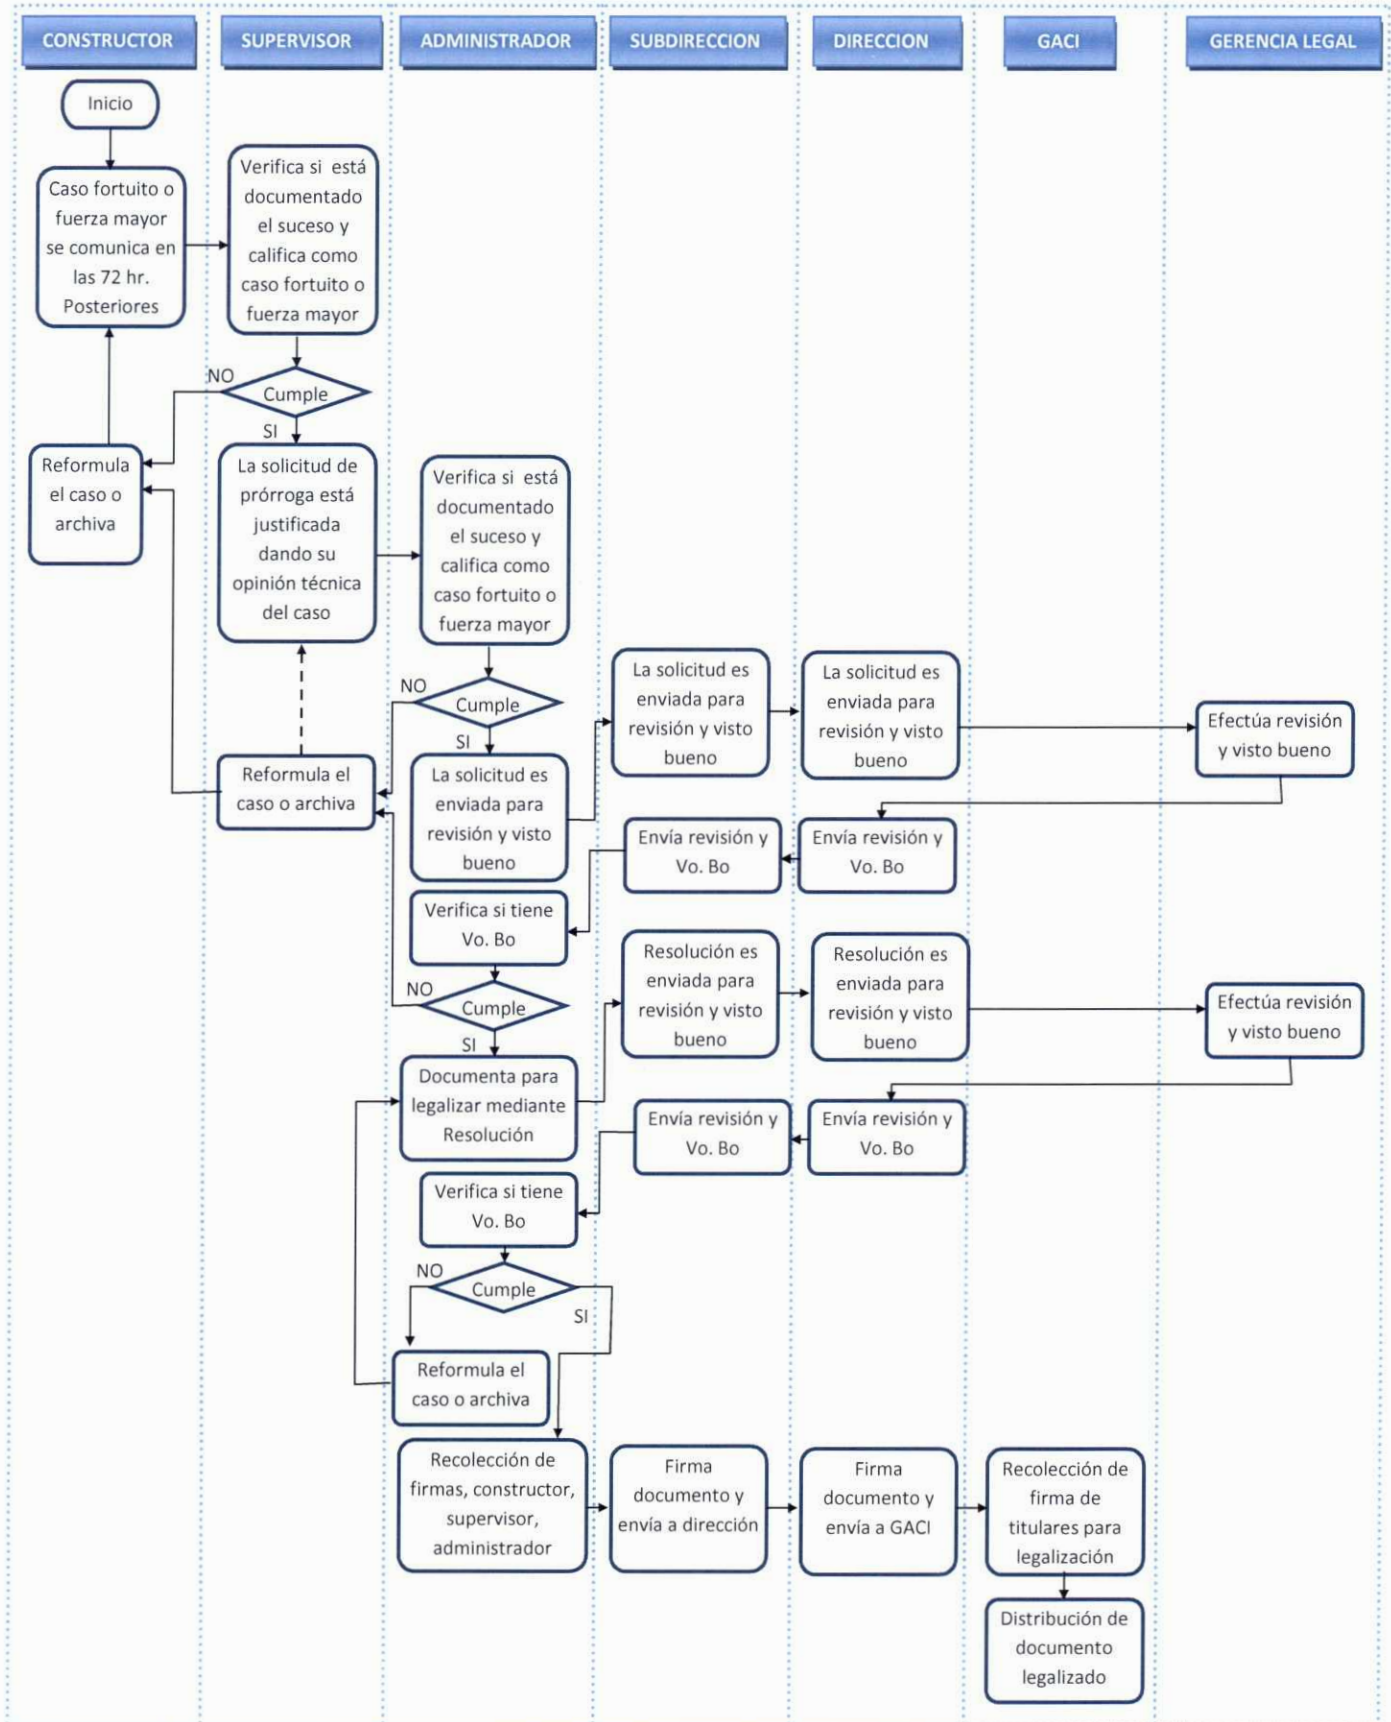 CONSTRUCTOR
SUPERVISOR
ADMINISTRADOR
SUBDIRECCION
DIRECCION
GACI
GERENCIA LEGAL
Inicio
Caso fortuito o
fuerza mayor
se comunica en
las 72 hr.
Posteriores
Verifica si está
documentado
el suceso y
califica como
caso fortuito o
fuerza mayor
NO
Cumple
SI
Reformula
el caso o
archiva
La solicitud de
prórroga está
justificada
dando su
opinión técnica
del caso
Verifica si está
documentado
el suceso y
califica como
caso fortuito o
fuerza mayor
NO
Cumple
SI
Reformula el
caso o archiva
La solicitud es
enviada para
revisión y visto
bueno
La solicitud es
enviada para
revisión y visto
bueno
La solicitud es
enviada para
revisión y visto
bueno
Efectúa revisión
y visto bueno
Envía revisión y
Vo. Bo
Envía revisión y
Vo. Bo
Verifica si tiene
Vo. Bo
NO
Cumple
SI
Documenta para
legalizar mediante
Resolución
Resolución es
enviada para
revisión y visto
bueno
Resolución es
enviada para
revisión y visto
bueno
Efectúa revisión
y visto bueno
Envía revisión y
Vo. Bo
Envía revisión y
Vo. Bo
Verifica si tiene
Vo. Bo
NO
Cumple
SI
Reformula el
caso o archiva
Recolección de
firmas, constructor,
supervisor,
administrador
Firma
documento y
envía a dirección
Firma
documento y
envía a GACI
Recolección de
firma de
titulares para
legalización
Distribución de
documento
legalizado